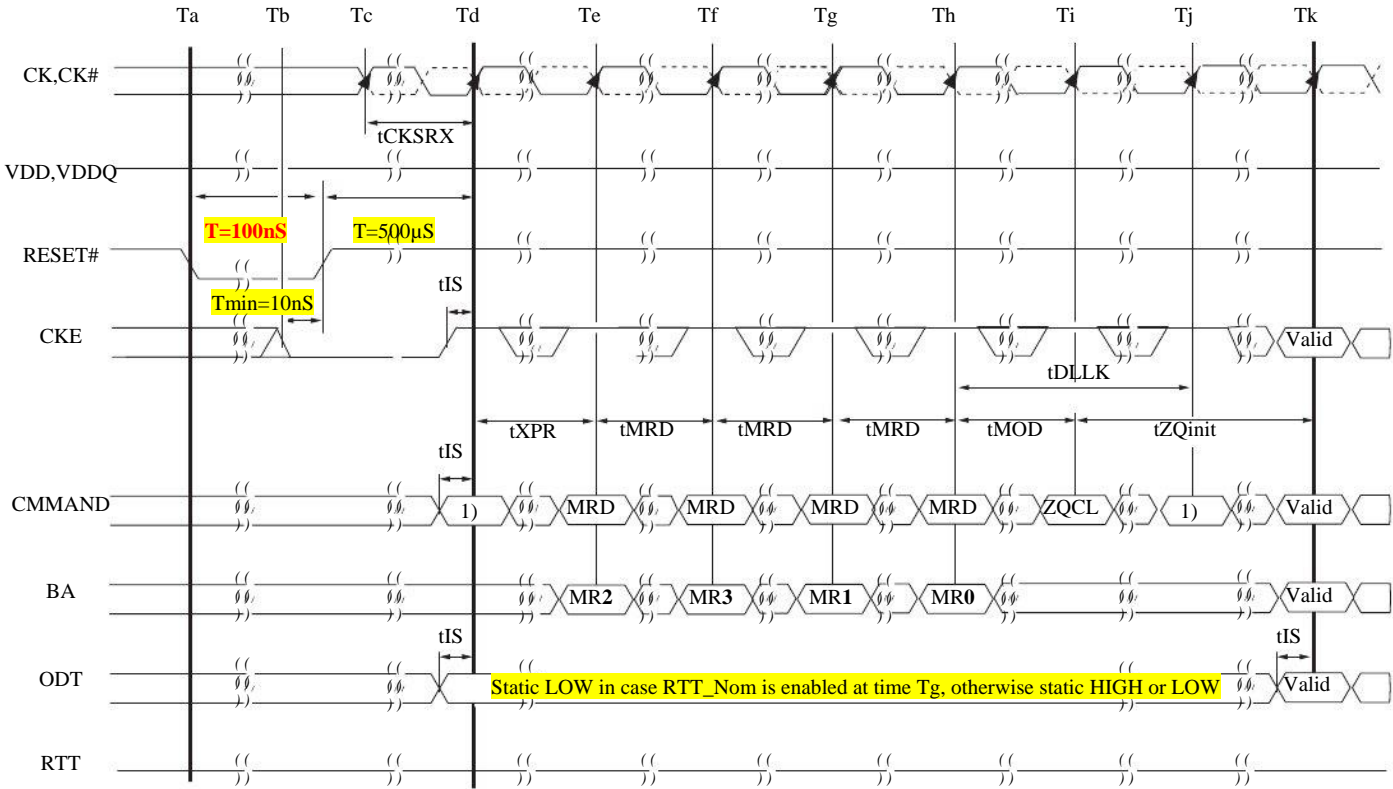 Ta Tb Tc Td Te Tf Tg Th Ti Tj Tk
CK,CK#
tCKSRX
VDD,VDDQ
T=100nS T=500µS
RESET#
Tmin=10nS tIS
CKE Valid
tDLLK
tXPR tMRD tMRD tMRD tMOD tZQinit
tIS
CMMAND 1) MRD MRD MRD MRD ZQCL 1) Valid
BA MR2 MR3 MR1 MR0 Valid
tIS tIS
ODT Static LOW in case RTT_Nom is enabled at time Tg, otherwise static HIGH or LOW Valid
RTT